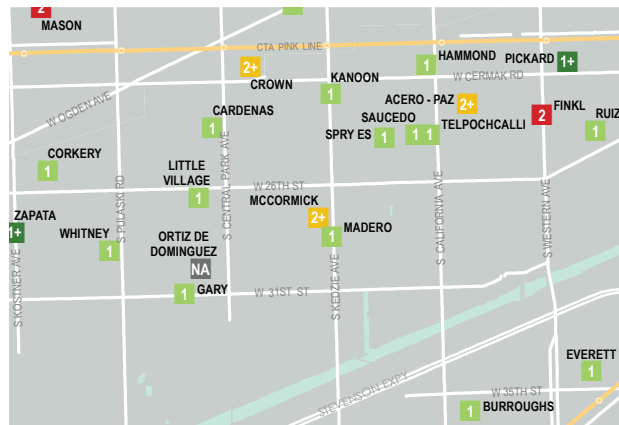 2
MASON
CTA PINK LINE
HAMMOND
1
PICKARD
1+
2+
CROWN
KANOON
1
W CERMAK RD
W OGDEN AVE
CARDENAS
1
ACERO - PAZ
2+
SAUCEDO
TELPOCHCALLI
SPRY ES
1
1 1
FINKL
2
RUIZ
1
CORKERY
1
LITTLE
VILLAGE
1
S CENTRAL PARK AVE
W 26TH ST
MCCORMICK
2+
MADERO
1
S PULASKI RD
S CALIFORNIA AVE
S WESTERN AVE
ZAPATA
1+
WHITNEY
1
ORTIZ DE
DOMINGUEZ
NA
GARY
1
W 31ST ST
S KOSTNER AVE
S KEDZIE AVE
STEVENSON EXPY
EVERETT
1
W 35TH ST
1
BURROUGHS